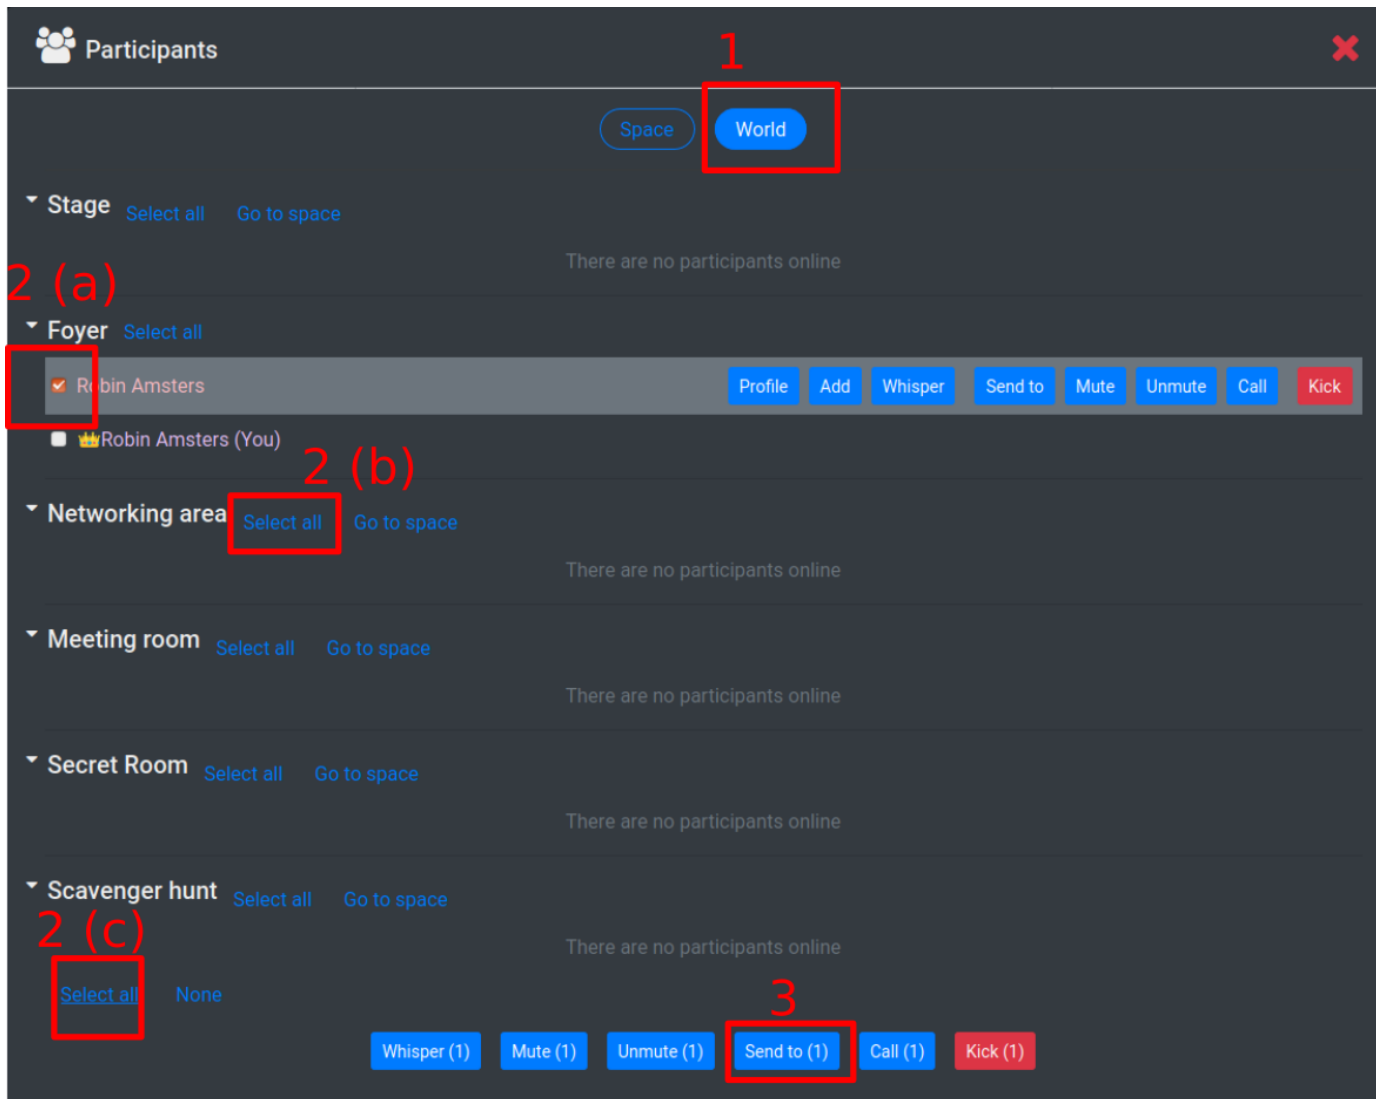 Participants
1
Space World
Stage Select all Go to space
There are no participants online
2 (a)
Foyer Select all
Robin Amsters Profile Add Whisper Send to Mute Unmute Call Kick
Robin Amsters (You)
2 (b)
Networking area Select all Go to space
There are no participants online
Meeting room Select all Go to space
There are no participants online
Secret Room Select all Go to space
There are no participants online
Scavenger hunt Select all Go to space
2 (c)
There are no participants online
Select all None
3
Whisper (1) Mute (1) Unmute (1) Send to (1) Call (1) Kick (1)